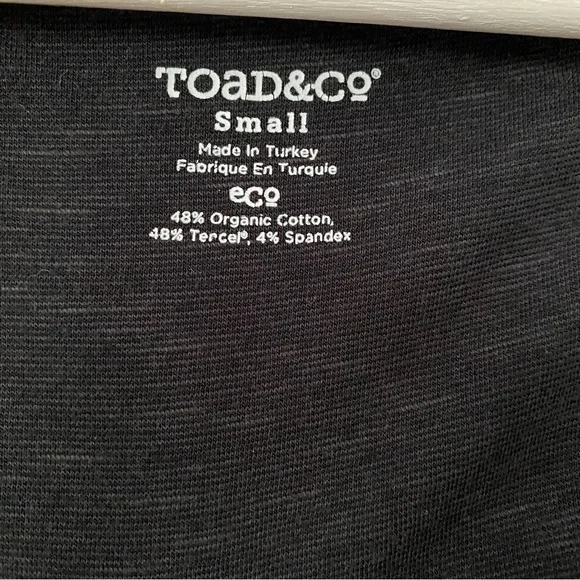 TOAD&CO®
Small
Made In Turkey
Fabrique En Turquie
eco
48% Organic Cotton,
48% Tencel®, 4% Spandex